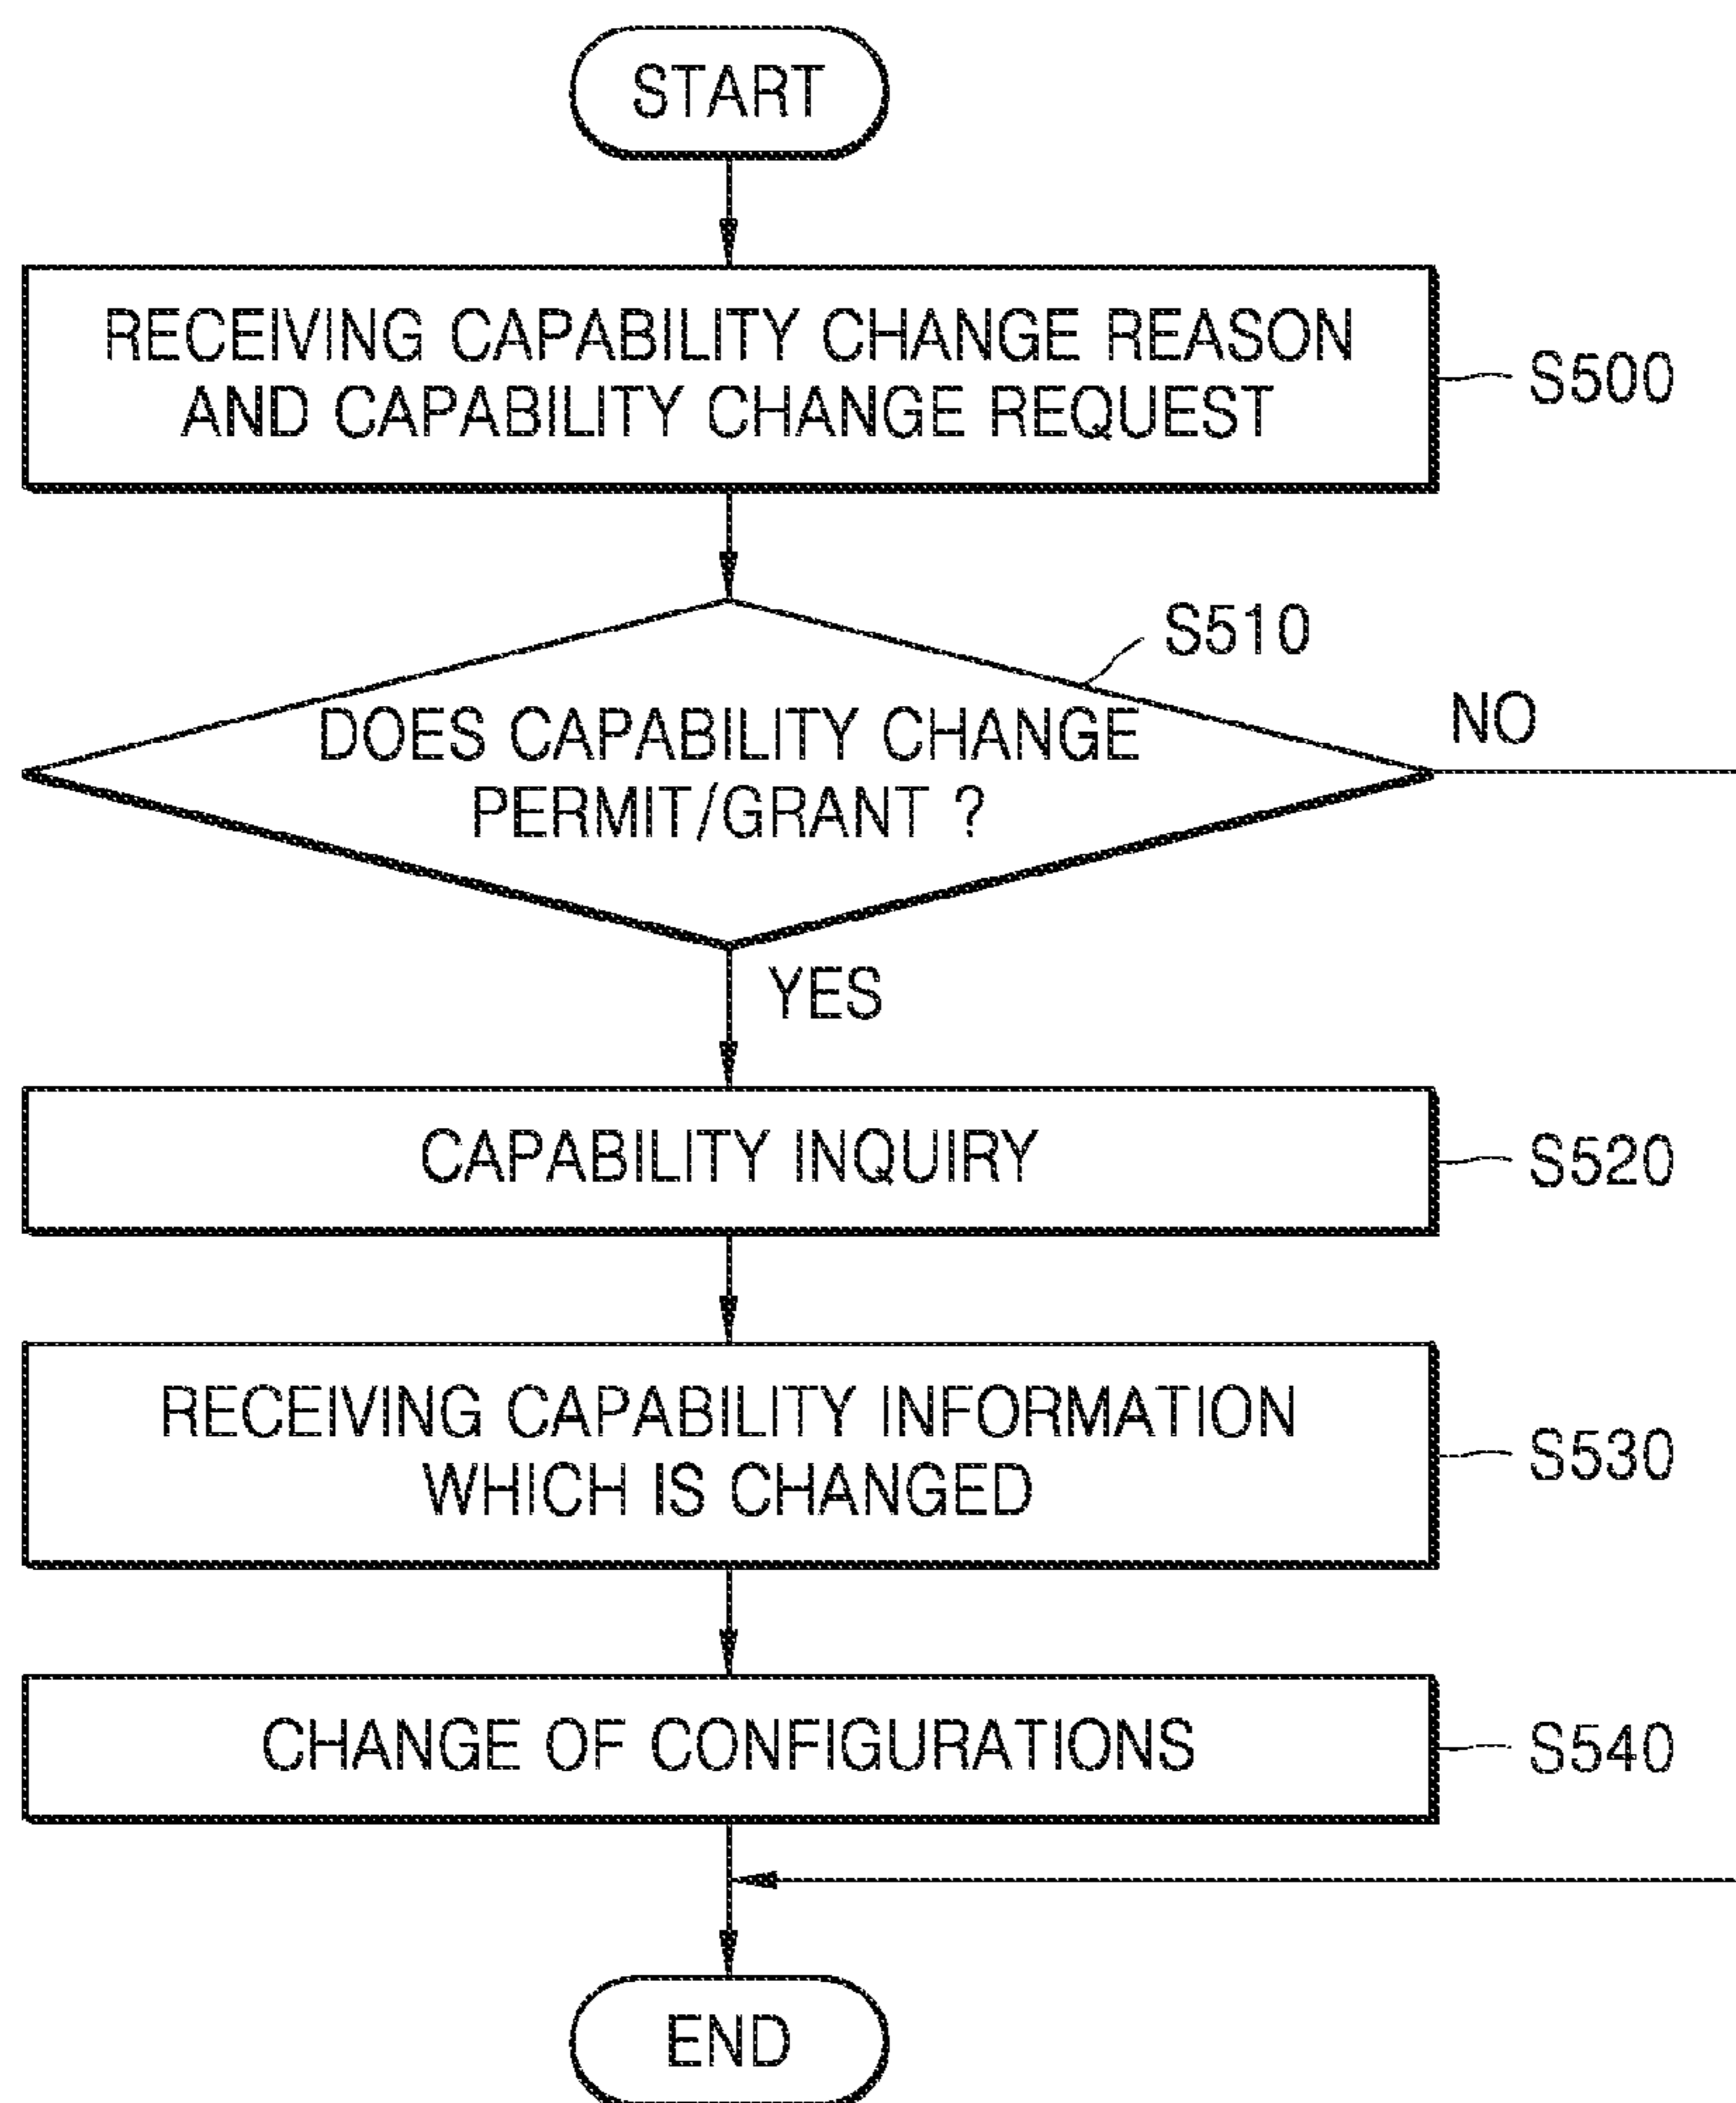 START
RECEIVING CAPABILITY CHANGE REASON
AND CAPABILITY CHANGE REQUEST
S500
S510
DOES CAPABILITY CHANGE
PERMIT/GRANT ?
NO
YES
CAPABILITY INQUIRY
S520
RECEIVING CAPABILITY INFORMATION
WHICH IS CHANGED
S530
CHANGE OF CONFIGURATIONS
S540
END